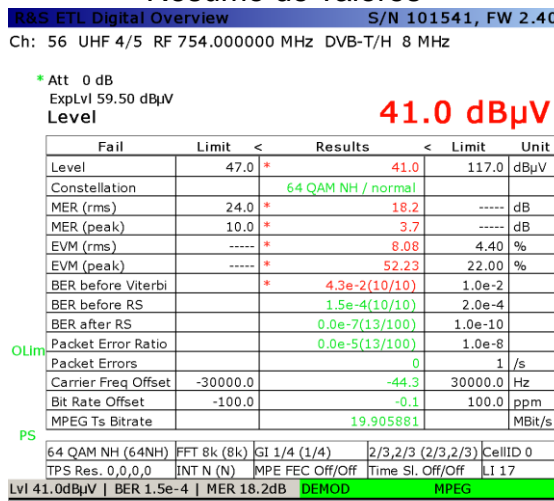 R&S ETL Digital Overview S/N 101541, FW 2.40
Ch: 56 UHF 4/5 RF 754.000000 MHz DVB-T/H 8 MHz
* Att 0 dB
ExpLvl 59.50 dBµV
Level 41.0 dBµV
Fail Limit < Results < Limit Unit
Level 47.0 * 41.0 117.0 dBµV
Constellation 64 QAM NH / normal
MER (rms) 24.0 * 18.2 ----- dB
MER (peak) 10.0 * 3.7 ----- dB
EVM (rms) ----- * 8.08 4.40 %
EVM (peak) ----- * 52.23 22.00 %
BER before Viterbi * 4.3e-2(10/10) 1.0e-2
BER before RS 1.5e-4(10/10) 2.0e-4
BER after RS 0.0e-7(13/100) 1.0e-10
Packet Error Ratio 0.0e-5(13/100) 1.0e-8
OLim
Packet Errors 0 1 /s
Carrier Freq Offset -30000.0 -44.3 30000.0 Hz
Bit Rate Offset -100.0 -0.1 100.0 ppm
MPEG Ts Bitrate 19.905881 MBit/s
PS
64 QAM NH (64NH) FFT 8k (8k) GI 1/4 (1/4) 2/3,2/3 (2/3,2/3) CellID 0
TPS Res. 0,0,0,0 INT N (N) MPE FEC Off/Off Time Sl. Off/Off LI 17
Lvl 41.0dBµV | BER 1.5e-4 | MER 18.2dB DEMOD MPEG